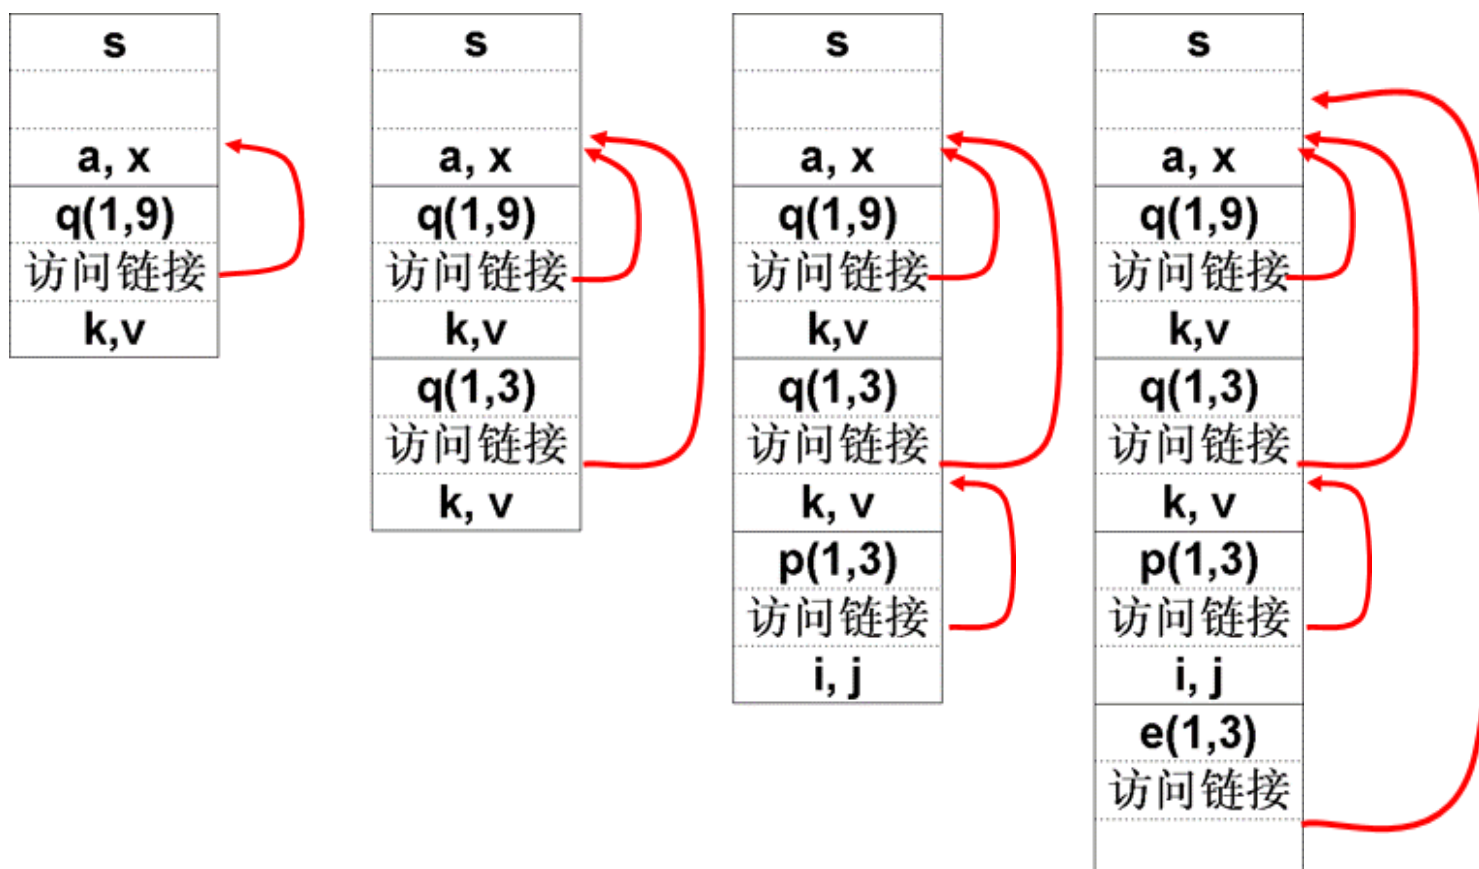 s
a, x
q(1,9)
访问链接
k,v
s
a, x
q(1,9)
访问链接
k,v
q(1,3)
访问链接
k, v
s
a, x
q(1,9)
访问链接
k,v
q(1,3)
访问链接
k, v
p(1,3)
访问链接
i, j
s
a, x
q(1,9)
访问链接
k,v
q(1,3)
访问链接
k, v
p(1,3)
访问链接
i, j
e(1,3)
访问链接